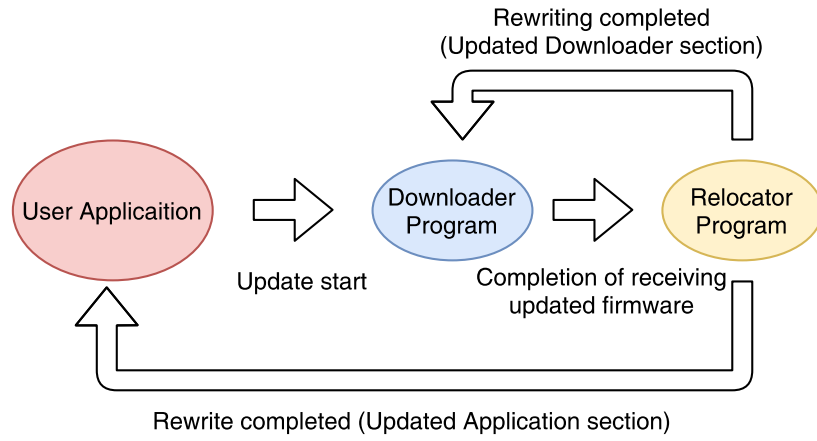 Rewriting completed
(Updated Downloader section)
User Applicaition
Downloader
Program
Relocator
Program
Update start
Completion of receiving
updated firmware
Rewrite completed (Updated Application section)